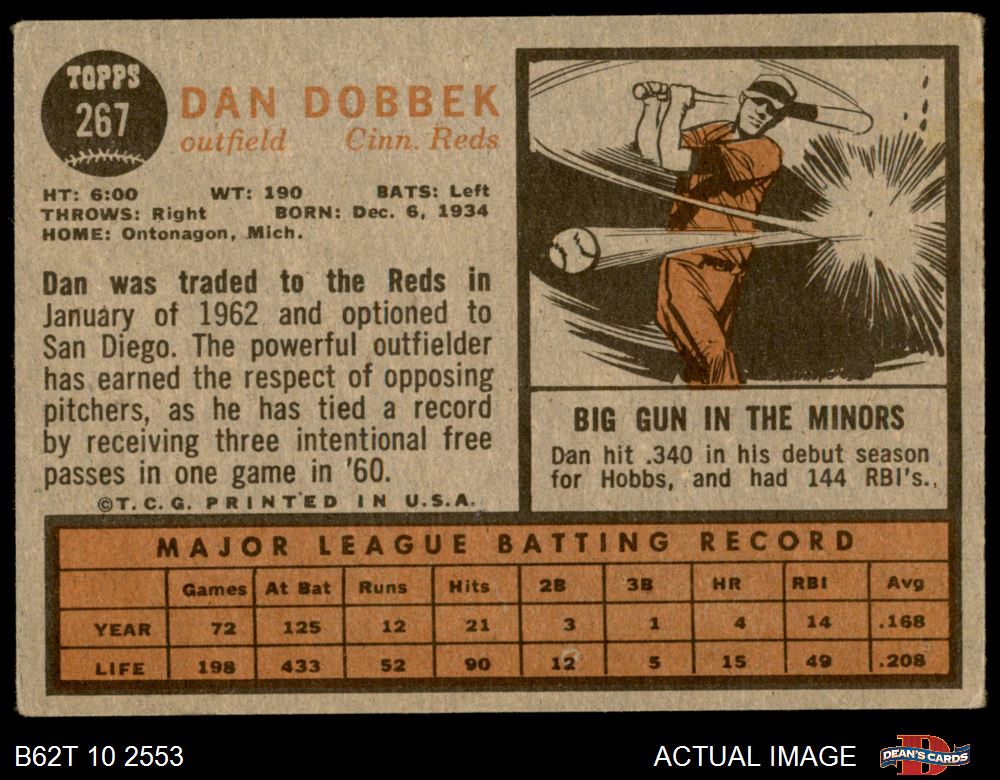 TOPPS
267
DAN DOBBEK
outfield Cinn. Reds
HT: 6:00 WT: 190 BATS: Left
THROWS: Right BORN: Dec. 6, 1934
HOME: Ontonagon, Mich.
Dan was traded to the Reds in
January of 1962 and optioned to
San Diego. The powerful outfielder
has earned the respect of opposing
pitchers, as he has tied a record
by receiving three intentional free
passes in one game in '60.
©T.C.G. PRINTED IN U.S.A.
BIG GUN IN THE MINORS
Dan hit .340 in his debut season
for Hobbs, and had 144 RBI's.
MAJOR LEAGUE BATTING RECORD
Games At Bat Runs Hits 2B 3B HR RBI Avg
YEAR 72 125 12 21 3 1 4 14 .168
LIFE 198 433 52 90 12 5 15 49 .208
B62T 10 2553
ACTUAL IMAGE
DEAN'S CARDS